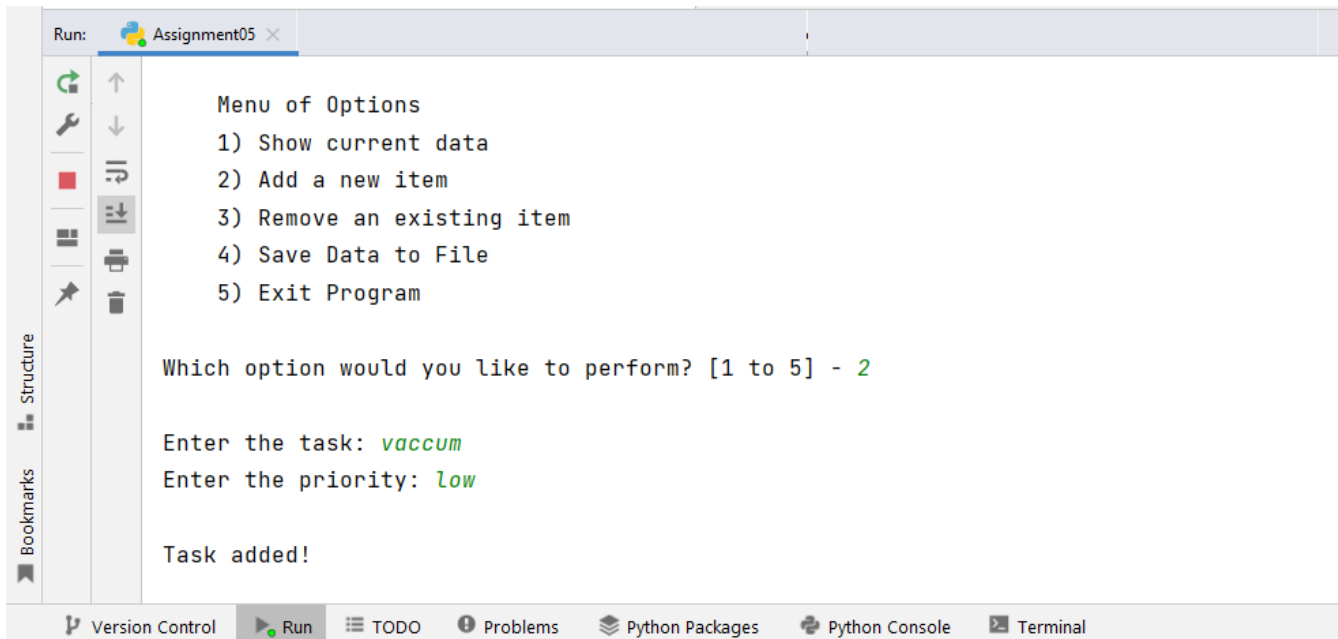 Run: Assignment05
Menu of Options
1) Show current data
2) Add a new item
3) Remove an existing item
4) Save Data to File
5) Exit Program
Which option would you like to perform? [1 to 5] - 2
Enter the task: vaccum
Enter the priority: low
Task added!
Structure
Bookmarks
Version Control Run TODO Problems Python Packages Python Console Terminal